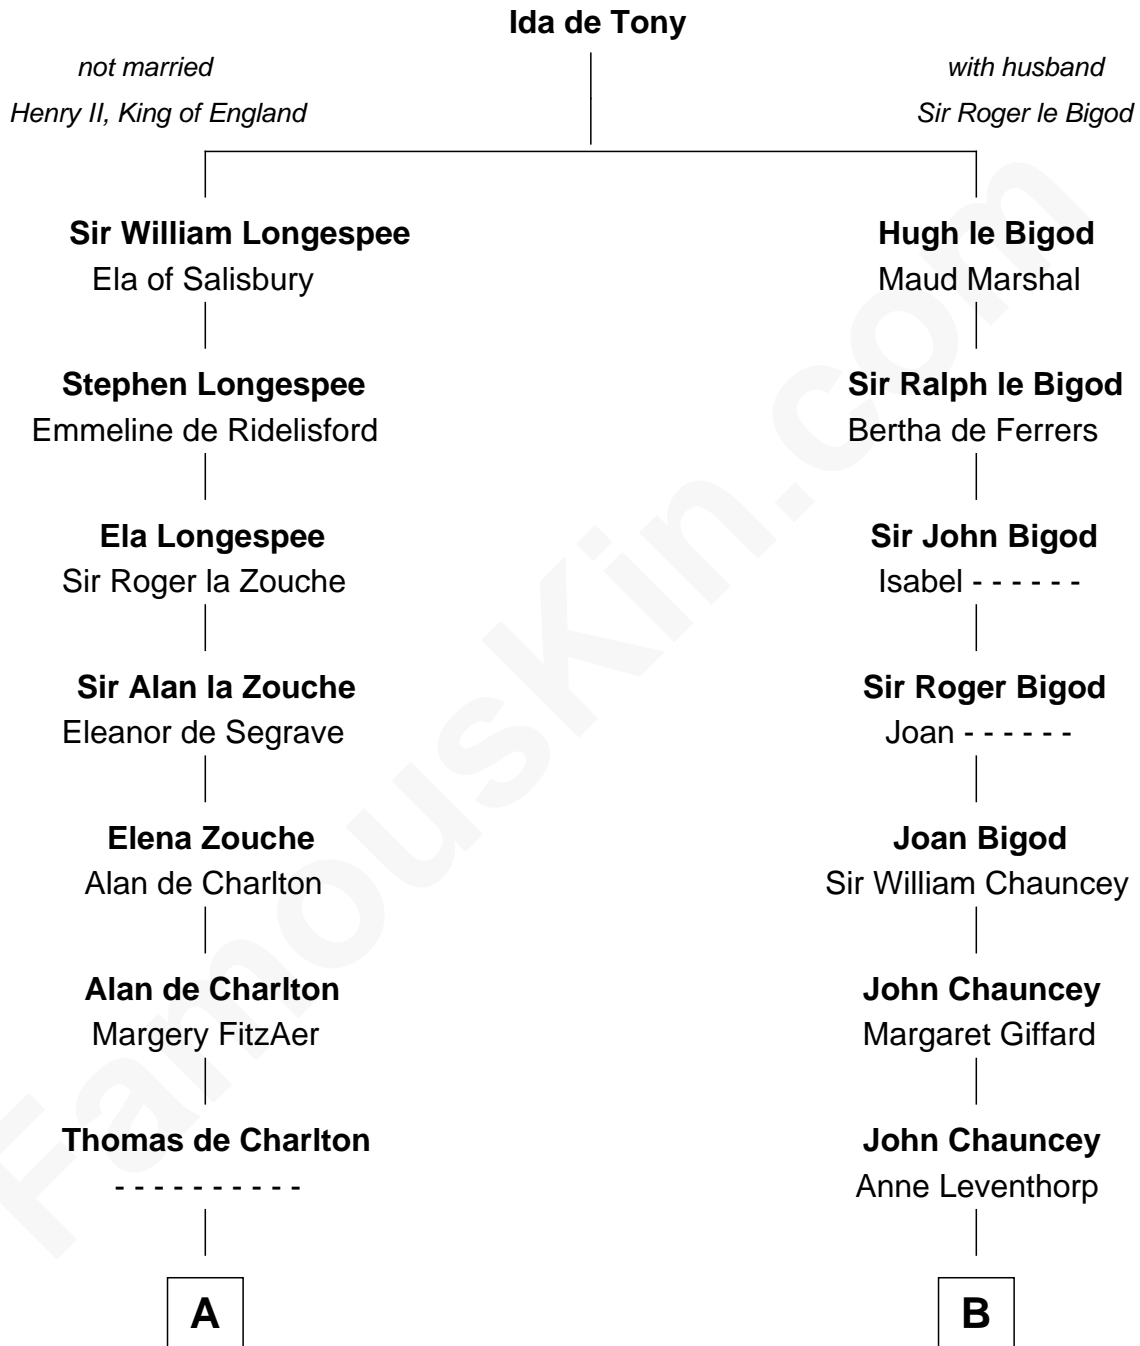 Ida de Tony
not married
Henry II, King of England
with husband
Sir Roger le Bigod
Sir William Longespee
Ela of Salisbury
Hugh le Bigod
Maud Marshal
Stephen Longespee
Emmeline de Ridelisford
Sir Ralph le Bigod
Bertha de Ferrers
Ela Longespee
Sir Roger la Zouche
Sir John Bigod
Isabel - - - - - -
Sir Alan la Zouche
Eleanor de Segrave
Sir Roger Bigod
Joan - - - - - -
Elena Zouche
Alan de Charlton
Joan Bigod
Sir William Chauncey
Alan de Charlton
Margery FitzAer
John Chauncey
Margaret Giffard
Thomas de Charlton
- - - - - - - - - -
John Chauncey
Anne Leventhorp
A
B
FamousKin.com